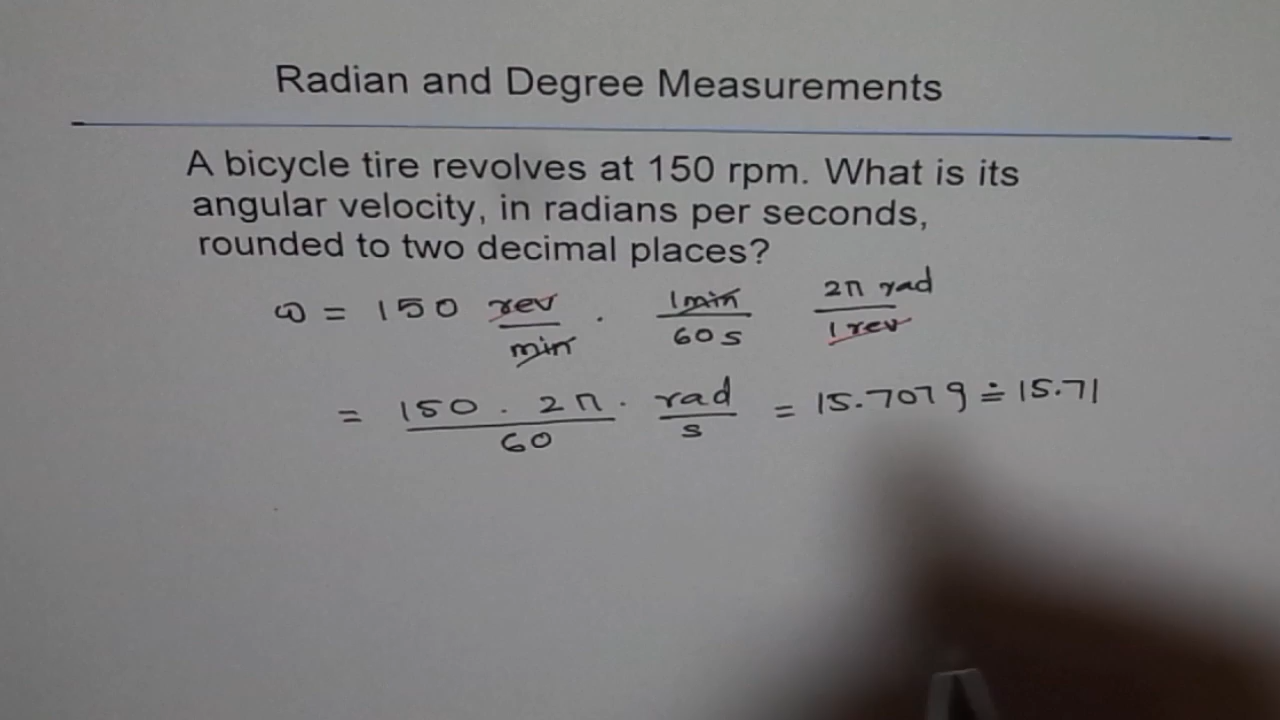 Radian and Degree Measurements
A bicycle tire revolves at 150 rpm. What is its
angular velocity, in radians per seconds,
rounded to two decimal places?
ω = 150 rev/min . 1min/60s 2π rad/1 rev
= 150 . 2π/60 . rad/s = 15.7079 ≐ 15.71